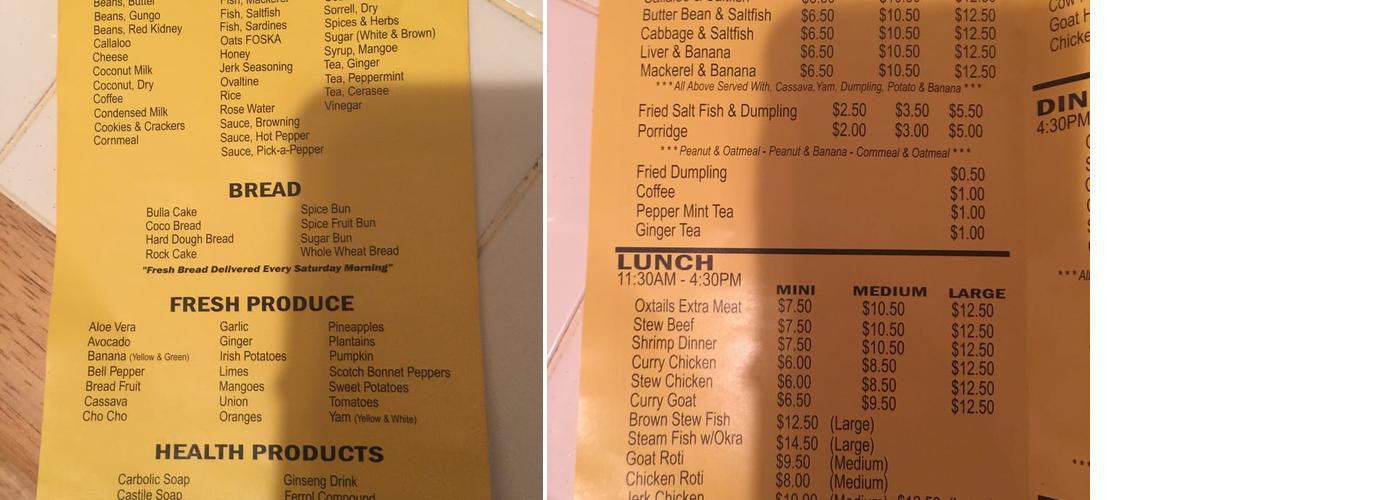 Beans, Butter
Beans, Gungo
Beans, Red Kidney
Callaloo
Cheese
Coconut Milk
Coconut, Dry
Coffee
Condensed Milk
Cookies & Crackers
Cornmeal
Fish, Mackerel
Fish, Saltfish
Fish, Sardines
Oats FOSKA
Honey
Jerk Seasoning
Ovaltine
Rice
Rose Water
Sauce, Browning
Sauce, Hot Pepper
Sauce, Pick-a-Pepper
Sorrell, Dry
Spices & Herbs
Sugar (White & Brown)
Syrup, Mangoe
Tea, Ginger
Tea, Peppermint
Tea, Cerasee
Vinegar
BREAD
Bulla Cake
Coco Bread
Hard Dough Bread
Rock Cake
Spice Bun
Spice Fruit Bun
Sugar Bun
Whole Wheat Bread
"Fresh Bread Delivered Every Saturday Morning"
FRESH PRODUCE
Aloe Vera
Avocado
Banana (Yellow & Green)
Bell Pepper
Bread Fruit
Cassava
Cho Cho
Garlic
Ginger
Irish Potatoes
Limes
Mangoes
Union
Oranges
Pineapples
Plantains
Pumpkin
Scotch Bonnet Peppers
Sweet Potatoes
Tomatoes
Yam (Yellow & White)
HEALTH PRODUCTS
Carbolic Soap
Castile Soap
Ginseng Drink
Ferrol Compound
Butter Bean & Saltfish $6.50 $10.50 $12.50
Cabbage & Saltfish $6.50 $10.50 $12.50
Liver & Banana $6.50 $10.50 $12.50
Mackerel & Banana $6.50 $10.50 $12.50
***All Above Served With, Cassava,Yam, Dumpling, Potato & Banana ***
Fried Salt Fish & Dumpling $2.50 $3.50 $5.50
Porridge $2.00 $3.00 $5.00
***Peanut & Oatmeal - Peanut & Banana - Cornmeal & Oatmeal ***
Fried Dumpling $0.50
Coffee $1.00
Pepper Mint Tea $1.00
Ginger Tea $1.00
LUNCH
11:30AM - 4:30PM
MINI MEDIUM LARGE
Oxtails Extra Meat $7.50 $10.50 $12.50
Stew Beef $7.50 $10.50 $12.50
Shrimp Dinner $7.50 $10.50 $12.50
Curry Chicken $6.00 $8.50 $12.50
Stew Chicken $6.00 $8.50 $12.50
Curry Goat $6.50 $9.50 $12.50
Brown Stew Fish $12.50 (Large)
Steam Fish w/Okra $14.50 (Large)
Goat Roti $9.50 (Medium)
Chicken Roti $8.00 (Medium)
Jerk Chicken
Goat
DIN
4:30PM